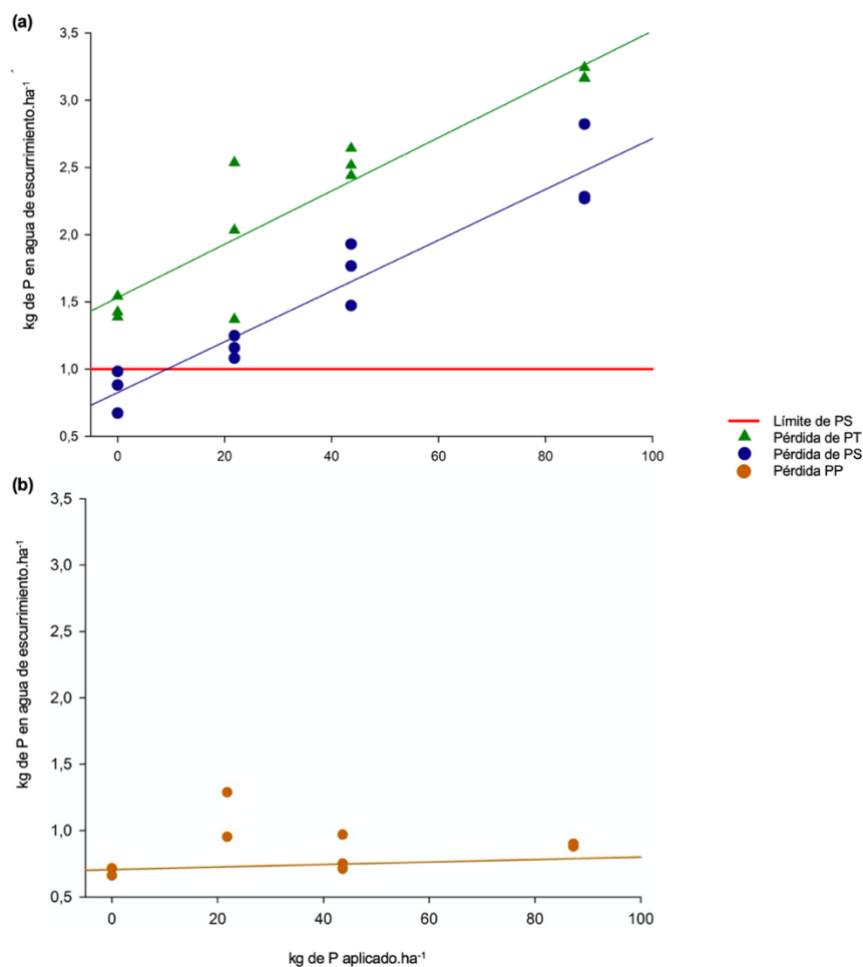 (a)
kg de P en agua de escurrimiento.ha⁻¹
3,5
3,0
2,5
2,0
1,5
1,0
0,5
0
20
40
60
80
100
Límite de PS
Pérdida de PT
Pérdida de PS
Pérdida PP
(b)
kg de P en agua de escurrimiento.ha⁻¹
3,5
3,0
2,5
2,0
1,5
1,0
0,5
0
20
40
60
80
100
kg de P aplicado.ha⁻¹